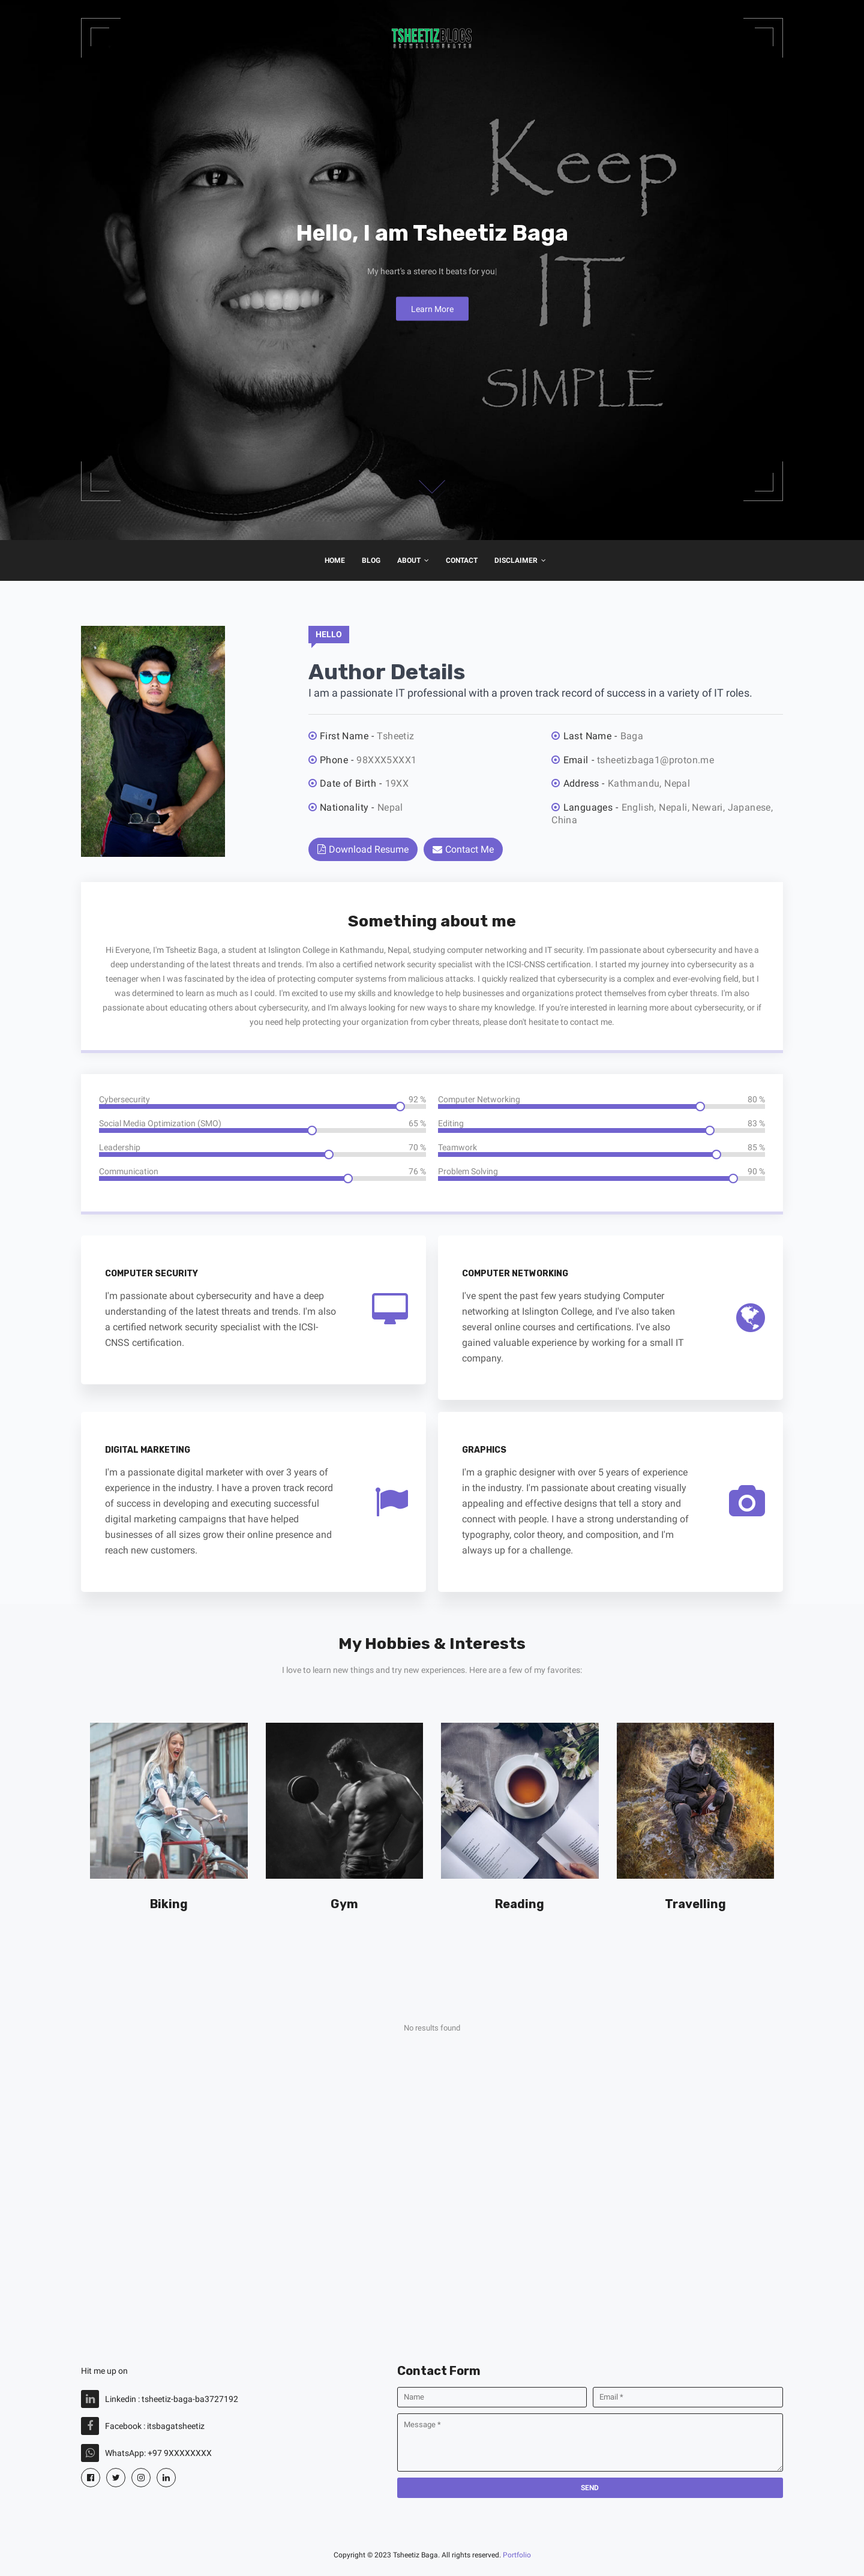 TSHEETIZBLOGS
Keep
IT
SIMPLE
Hello, I am Tsheetiz Baga
My heart's a stereo It beats for you|
Learn More
HOME BLOG ABOUT CONTACT DISCLAIMER
HELLO
Author Details
I am a passionate IT professional with a proven track record of success in a variety of IT roles.
First Name - Tsheetiz
Last Name - Baga
Phone - 98XXX5XXX1
Email - tsheetizbaga1@proton.me
Date of Birth - 19XX
Address - Kathmandu, Nepal
Nationality - Nepal
Languages - English, Nepali, Newari, Japanese,
China
Download Resume Contact Me
Something about me
Hi Everyone, I'm Tsheetiz Baga, a student at Islington College in Kathmandu, Nepal, studying computer networking and IT security. I'm passionate about cybersecurity and have a
deep understanding of the latest threats and trends. I'm also a certified network security specialist with the ICSI-CNSS certification. I started my journey into cybersecurity as a
teenager when I was fascinated by the idea of protecting computer systems from malicious attacks. I quickly realized that cybersecurity is a complex and ever-evolving field, but I
was determined to learn as much as I could. I'm excited to use my skills and knowledge to help businesses and organizations protect themselves from cyber threats. I'm also
passionate about educating others about cybersecurity, and I'm always looking for new ways to share my knowledge. If you're interested in learning more about cybersecurity, or if
you need help protecting your organization from cyber threats, please don't hesitate to contact me.
Cybersecurity 92 %
Computer Networking 80 %
Social Media Optimization (SMO) 65 %
Editing 83 %
Leadership 70 %
Teamwork 85 %
Communication 76 %
Problem Solving 90 %
COMPUTER SECURITY
I'm passionate about cybersecurity and have a deep
understanding of the latest threats and trends. I'm also
a certified network security specialist with the ICSI-
CNSS certification.
COMPUTER NETWORKING
I've spent the past few years studying Computer
networking at Islington College, and I've also taken
several online courses and certifications. I've also
gained valuable experience by working for a small IT
company.
DIGITAL MARKETING
I'm a passionate digital marketer with over 3 years of
experience in the industry. I have a proven track record
of success in developing and executing successful
digital marketing campaigns that have helped
businesses of all sizes grow their online presence and
reach new customers.
GRAPHICS
I'm a graphic designer with over 5 years of experience
in the industry. I'm passionate about creating visually
appealing and effective designs that tell a story and
connect with people. I have a strong understanding of
typography, color theory, and composition, and I'm
always up for a challenge.
My Hobbies & Interests
I love to learn new things and try new experiences. Here are a few of my favorites:
Biking
Gym
Reading
Travelling
No results found
Hit me up on
Linkedin : tsheetiz-baga-ba3727192
Facebook : itsbagatsheetiz
WhatsApp: +97 9XXXXXXXX
Contact Form
Name
Email *
Message *
SEND
Copyright © 2023 Tsheetiz Baga. All rights reserved. Portfolio